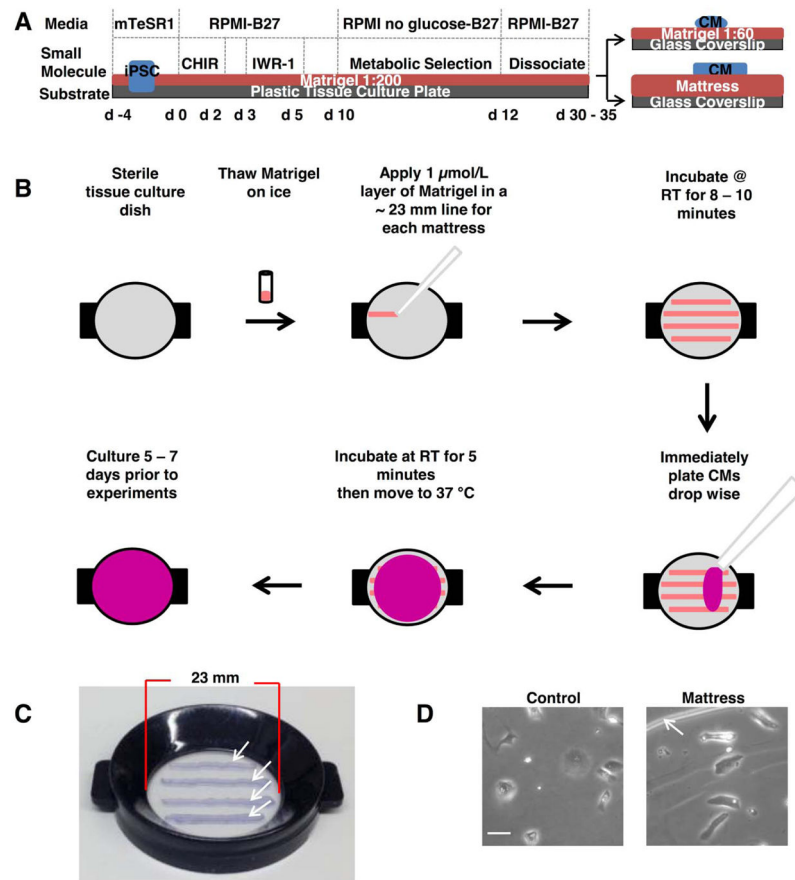 A
Media
mTeSR1
RPMI-B27
RPMI no glucose-B27
RPMI-B27
Small
Molecule
iPSC
CHIR
IWR-1
Metabolic Selection
Dissociate
Matrigel 1:200
Substrate
Plastic Tissue Culture Plate
d -4
d 0
d 2
d 3
d 5
d 10
d 12
d 30 - 35
CM
Matrigel 1:60
Glass Coverslip
CM
Mattress
Glass Coverslip
B
Sterile
tissue culture
dish
Thaw Matrigel
on ice
Apply 1 µmol/L
layer of Matrigel in a
~ 23 mm line for
each mattress
Incubate @
RT for 8 – 10
minutes
Culture 5 – 7
days prior to
experiments
Incubate at RT for 5
minutes
then move to 37 °C
Immediately
plate CMs
drop wise
C
23 mm
D
Control
Mattress